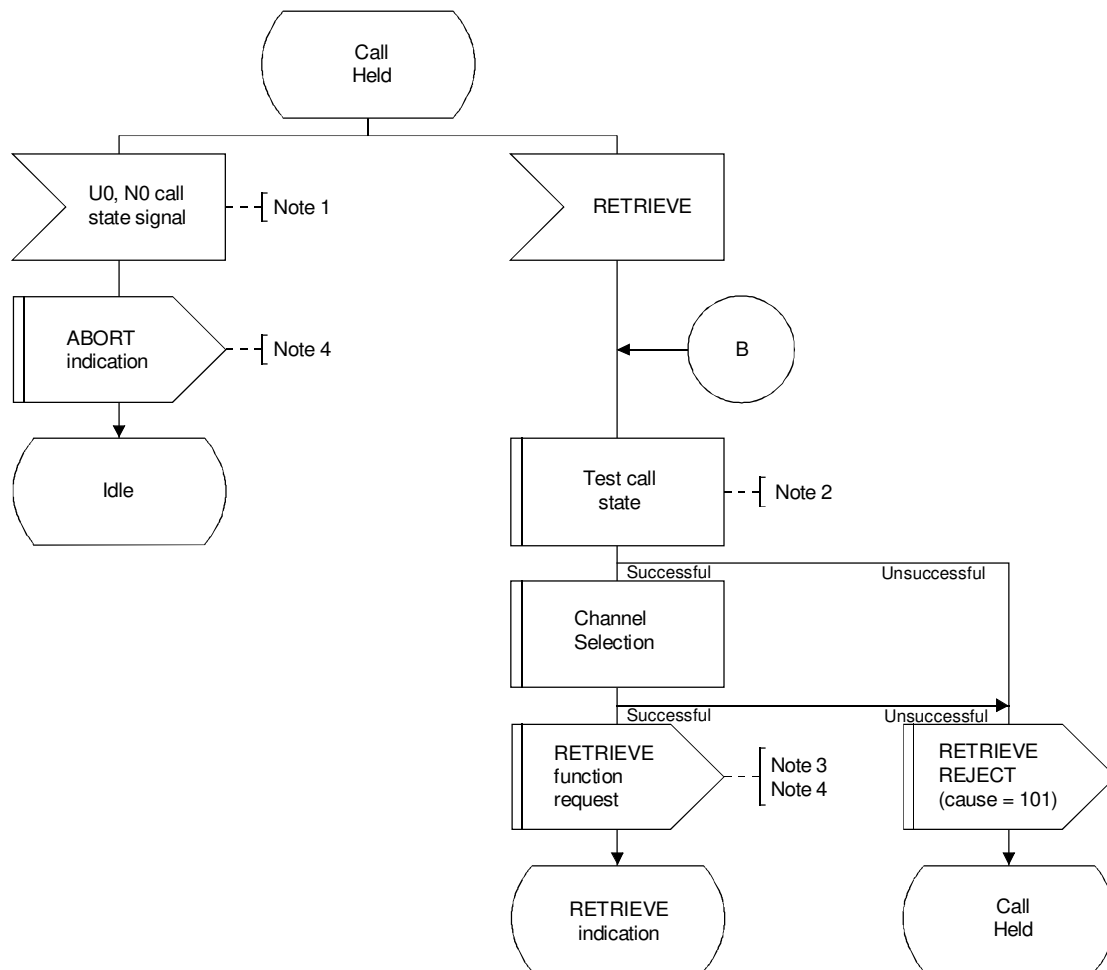 Call
Held
U0, N0 call
state signal
Note 1
RETRIEVE
ABORT
indication
Note 4
B
Idle
Test call
state
Note 2
Successful
Unsuccessful
Channel
Selection
Successful
Unsuccessful
RETRIEVE
function
request
Note 3
Note 4
RETRIEVE
REJECT
(cause = 101)
RETRIEVE
indication
Call
Held